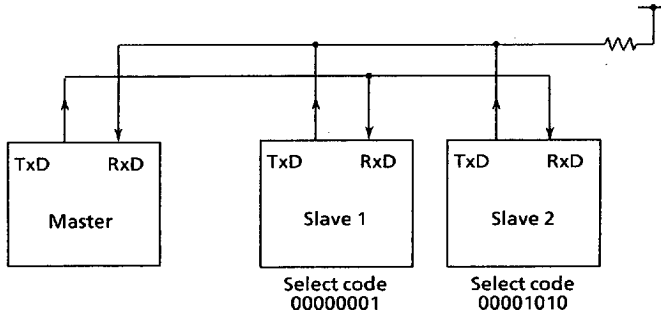 TxD RxD
Master
TxD RxD
Slave 1
TxD RxD
Slave 2
Select code
00000001
Select code
00001010